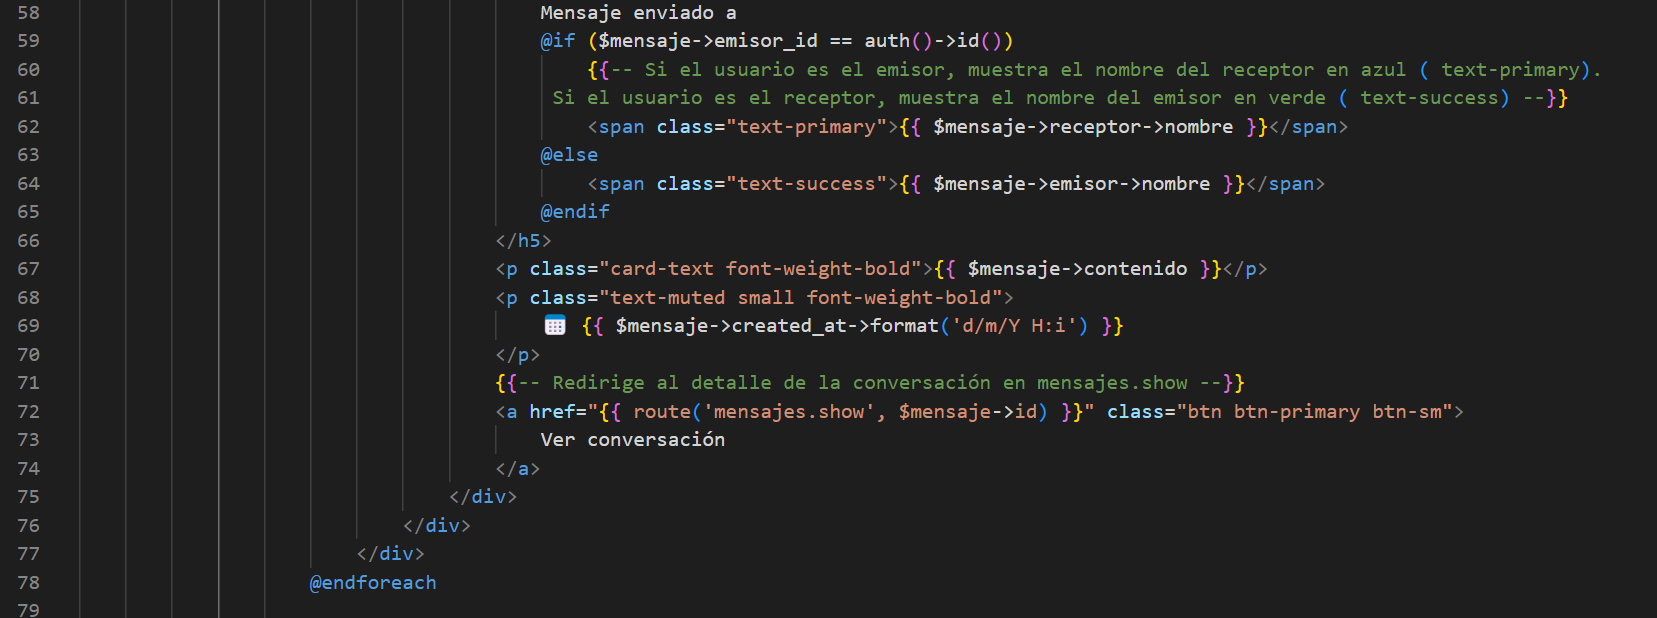 58 Mensaje enviado a
59 @if ($mensaje->emisor_id == auth()->id())
60 {{-- Si el usuario es el emisor, muestra el nombre del receptor en azul ( text-primary).
61 Si el usuario es el receptor, muestra el nombre del emisor en verde ( text-success) --}}
62 <span class="text-primary">{{ $mensaje->receptor->nombre }}</span>
63 @else
64 <span class="text-success">{{ $mensaje->emisor->nombre }}</span>
65 @endif
66 </h5>
67 <p class="card-text font-weight-bold">{{ $mensaje->contenido }}</p>
68 <p class="text-muted small font-weight-bold">
69 {{ $mensaje->created_at->format('d/m/Y H:i') }}
70 </p>
71 {{-- Redirige al detalle de la conversación en mensajes.show --}}
72 <a href="{{ route('mensajes.show', $mensaje->id) }}" class="btn btn-primary btn-sm">
73 Ver conversación
74 </a>
75 </div>
76 </div>
77 </div>
78 @endforeach
79